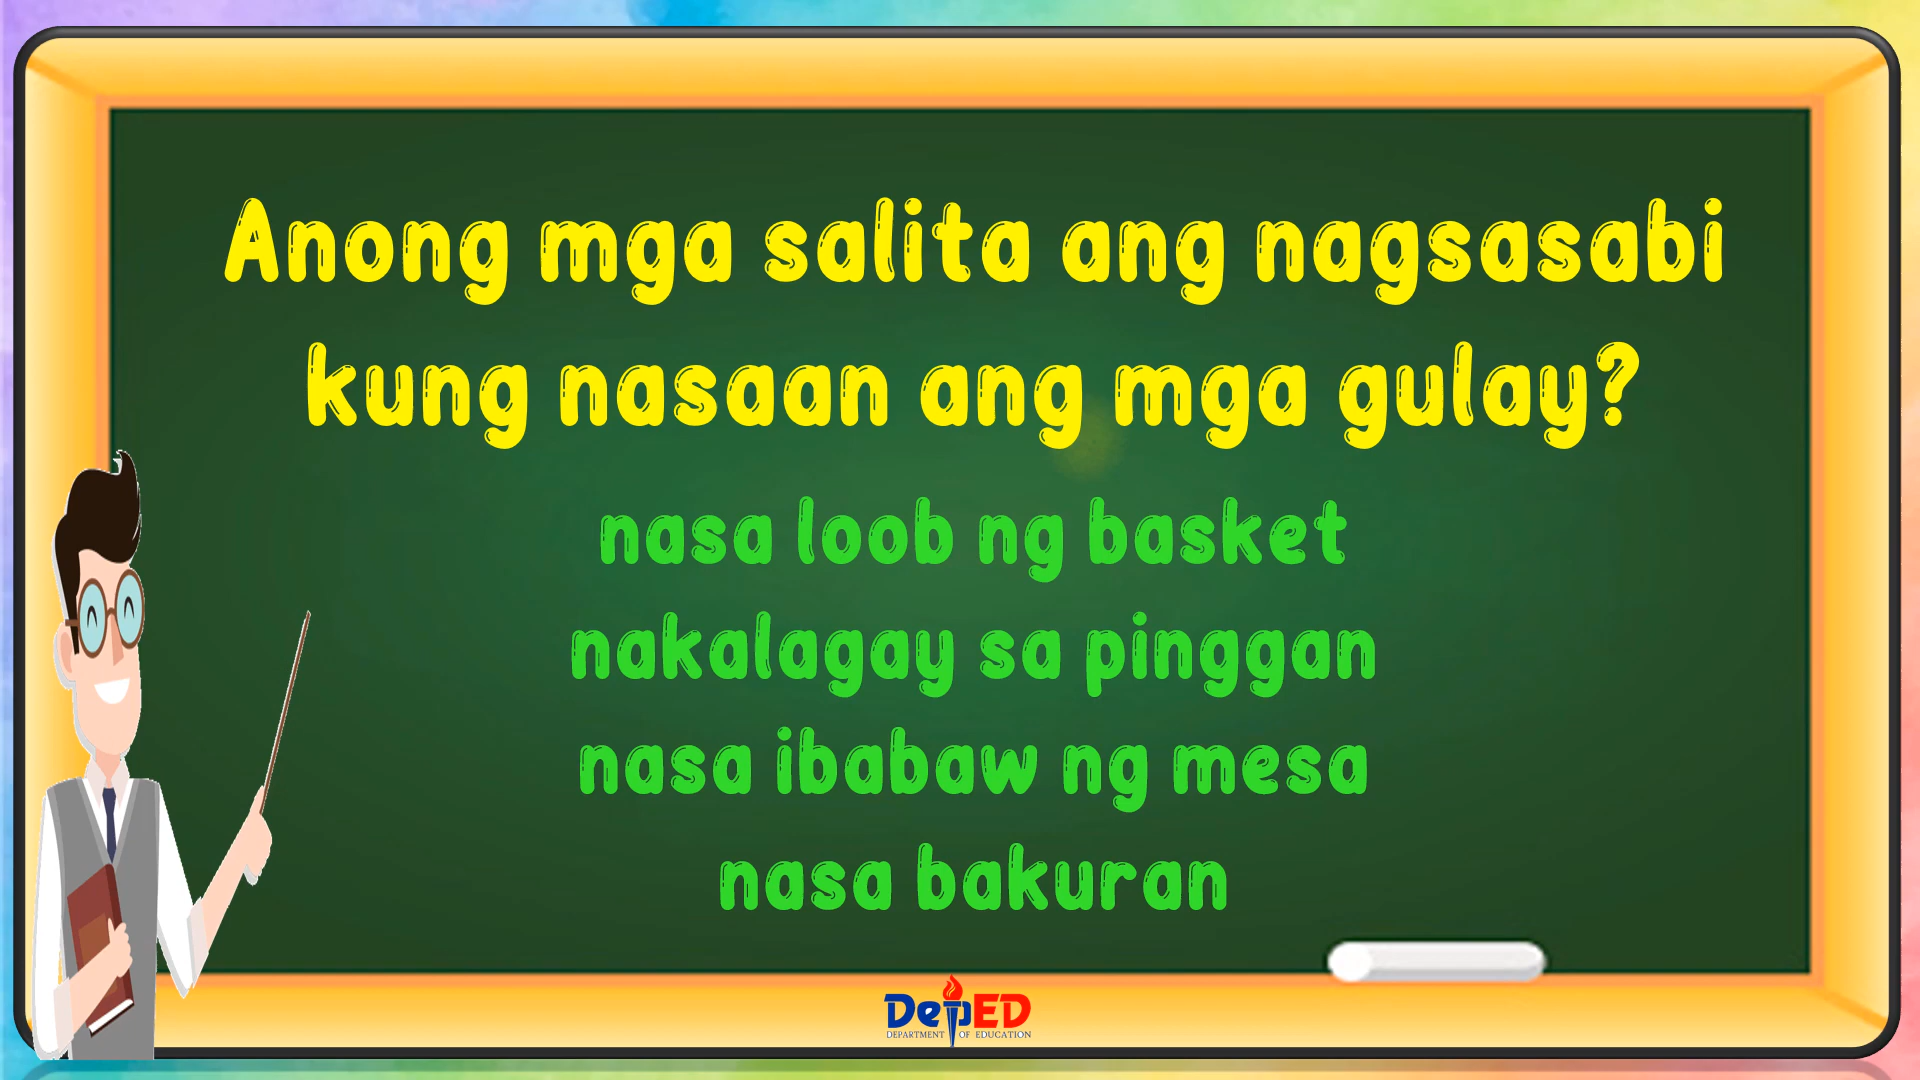 Anong mga salita ang nagsasabi
kung nasaan ang mga gulay?
nasa loob ng basket
nakalagay sa pinggan
nasa ibabaw ng mesa
nasa bakuran
DepED
DEPARTMENT OF EDUCATION